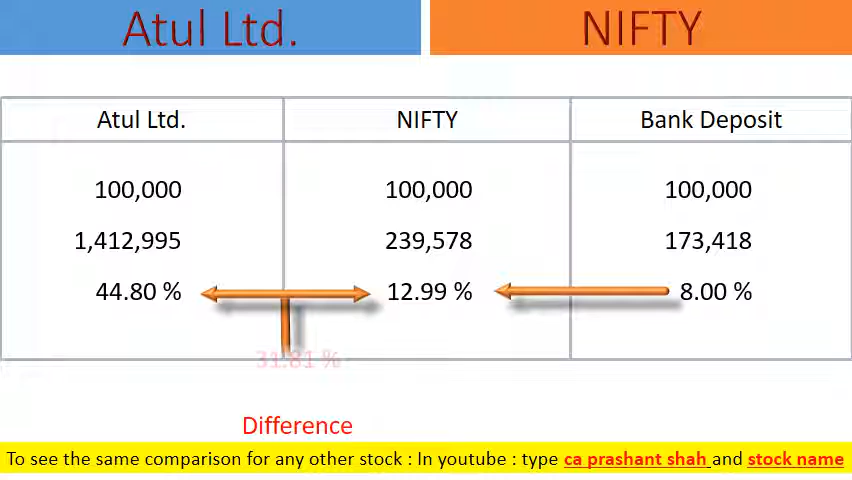 Atul Ltd. NIFTY
Atul Ltd. NIFTY Bank Deposit
100,000 100,000 100,000
1,412,995 239,578 173,418
44.80 % 12.99 % 8.00 %
31.81 %
Difference
To see the same comparison for any other stock : In youtube : type ca prashant shah and stock name